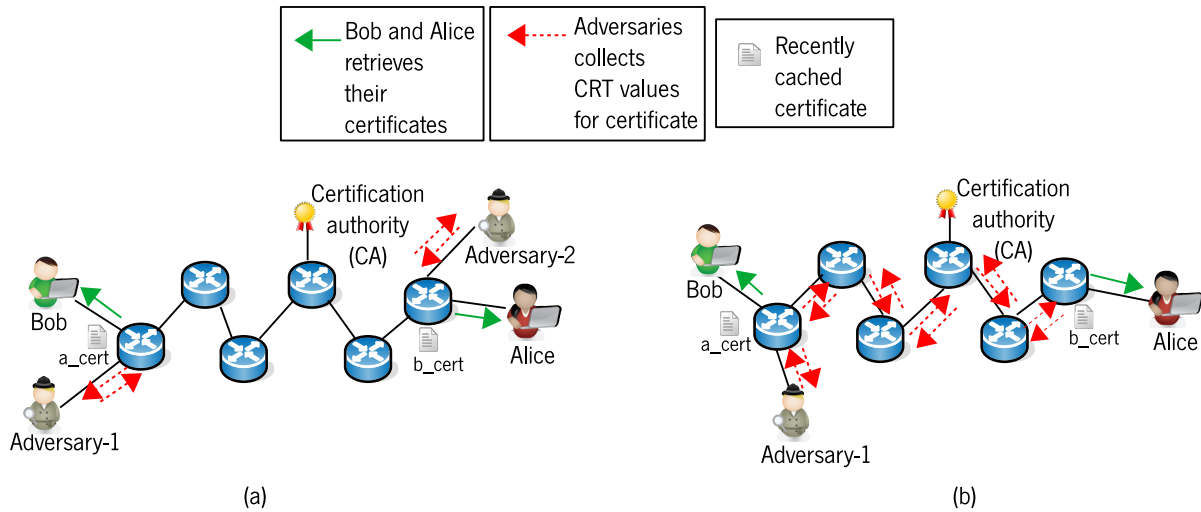 Bob and Alice
retrieves
their
certificates
Adversaries
collects
CRT values
for certificate
Recently
cached
certificate
Certification
authority
(CA)
Adversary-2
Bob
a_cert
b_cert
Alice
Adversary-1
(a)
Certification
authority
(CA)
Bob
a_cert
b_cert
Alice
Adversary-1
(b)